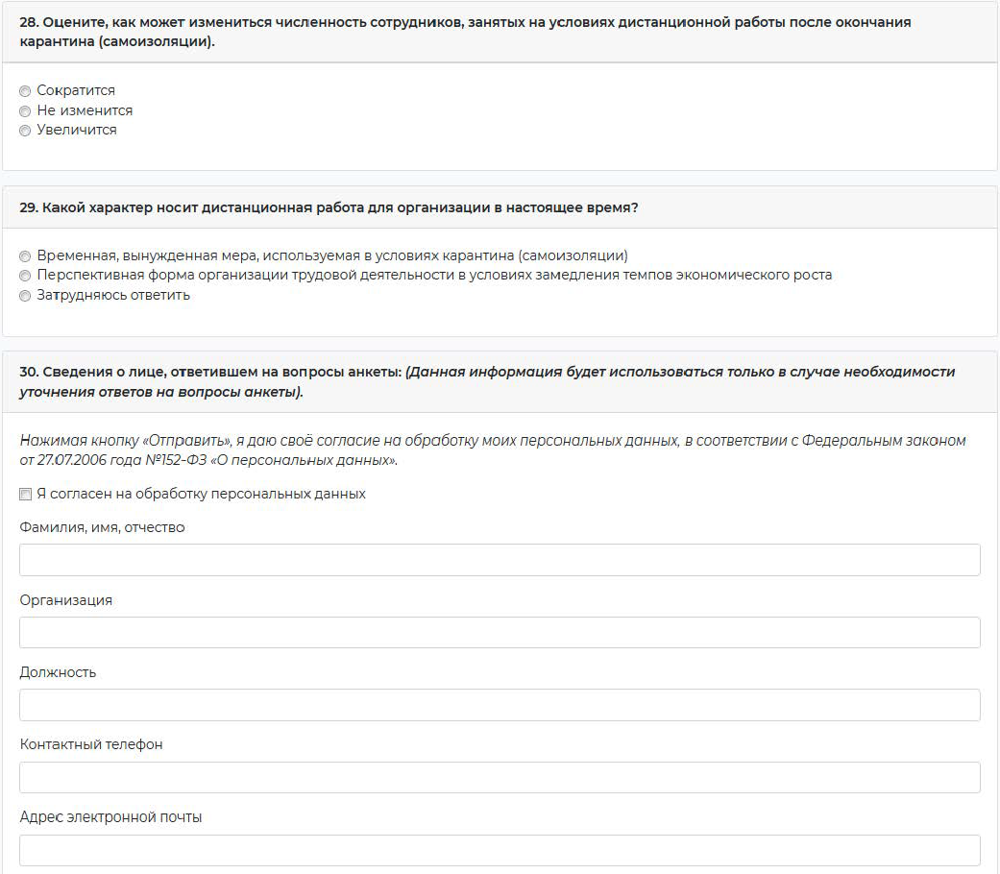 28. Оцените, как может измениться численность сотрудников, занятых на условиях дистанционной работы после окончания
карантина (самоизоляции).
Сократится
Не изменится
Увеличится
29. Какой характер носит дистанционная работа для организации в настоящее время?
Временная, вынужденная мера, используемая в условиях карантина (самоизоляции)
Перспективная форма организации трудовой деятельности в условиях замедления темпов экономического роста
Затрудняюсь ответить
30. Сведения о лице, ответившем на вопросы анкеты: (Данная информация будет использоваться только в случае необходимости
уточнения ответов на вопросы анкеты).
Нажимая кнопку «Отправить», я даю своё согласие на обработку моих персональных данных, в соответствии с Федеральным законом
от 27.07.2006 года №152-ФЗ «О персональных данных».
Я согласен на обработку персональных данных
Фамилия, имя, отчество
Организация
Должность
Контактный телефон
Адрес электронной почты